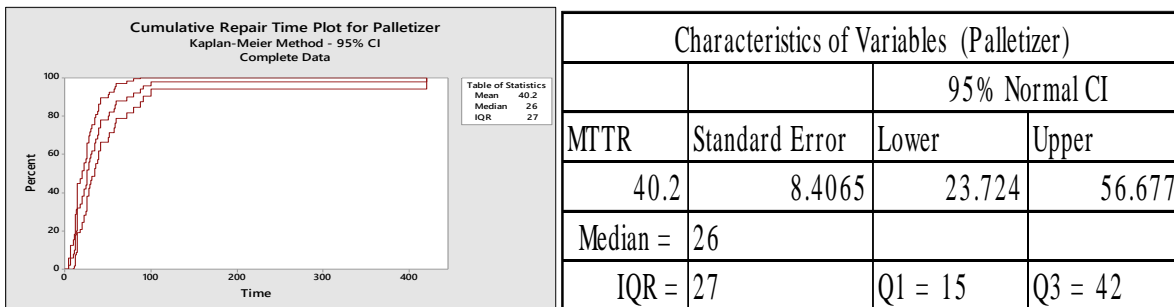 Cumulative Repair Time Plot for Palletizer
Kaplan-Meier Method - 95% CI
Complete Data
100
80
60
40
20
0
Percent
0 100 200 300 400
Time
Table of Statistics
Mean 40.2
Median 26
IQR 27
Characteristics of Variables (Palletizer)
95% Normal CI
MTTR Standard Error Lower Upper
40.2 8.4065 23.724 56.677
Median = 26
IQR = 27 Q1 = 15 Q3 = 42